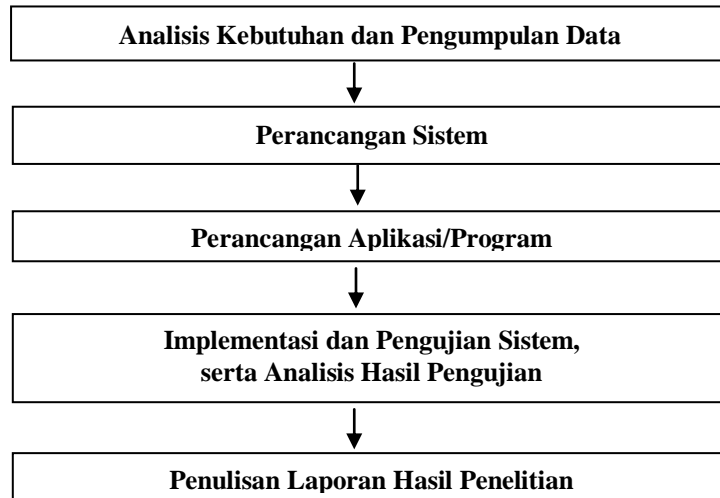 Analisis Kebutuhan dan Pengumpulan Data
Perancangan Sistem
Perancangan Aplikasi/Program
Implementasi dan Pengujian Sistem,
serta Analisis Hasil Pengujian
Penulisan Laporan Hasil Penelitian